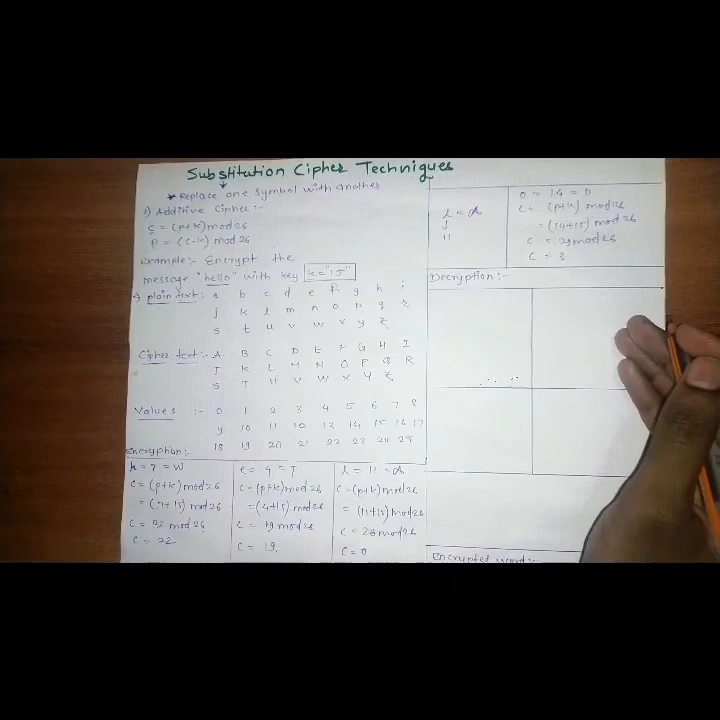 Substitution Cipher Techniques
* Replace one symbol with another
1) Additive Cipher:-
C = (P+K) mod 26
P = (C-K) mod 26
Example:- Encrypt the
message "hello" with key K="15"
plain text : a b c d e f g h i
j k l m n o p q r
s t u v w x y z
Cipher text:- A B C D E F G H I
J K L M N O P Q R
S T U V W X Y Z
Values :- 0 1 2 3 4 5 6 7 8
9 10 11 12 13 14 15 16 17
18 19 20 21 22 23 24 25
Encryption:-
h = 7 = W
C = (P+K) mod 26
= (7+15) mod 26
C = 22 mod 26
C = 22
e = 4 = T
C = (P+K) mod 26
= (4+15) mod 26
C = 19 mod 26
C = 19
l = 11 = A
C = (P+K) mod 26
= (11+15) mod 26
C = 26 mod 26
C = 0
l = A
↓
11
O = 14 = D
C = (P+K) mod 26
= (14+15) mod 26
C = 29 mod 26
C = 3
Decryption:-
Encrypted word:-